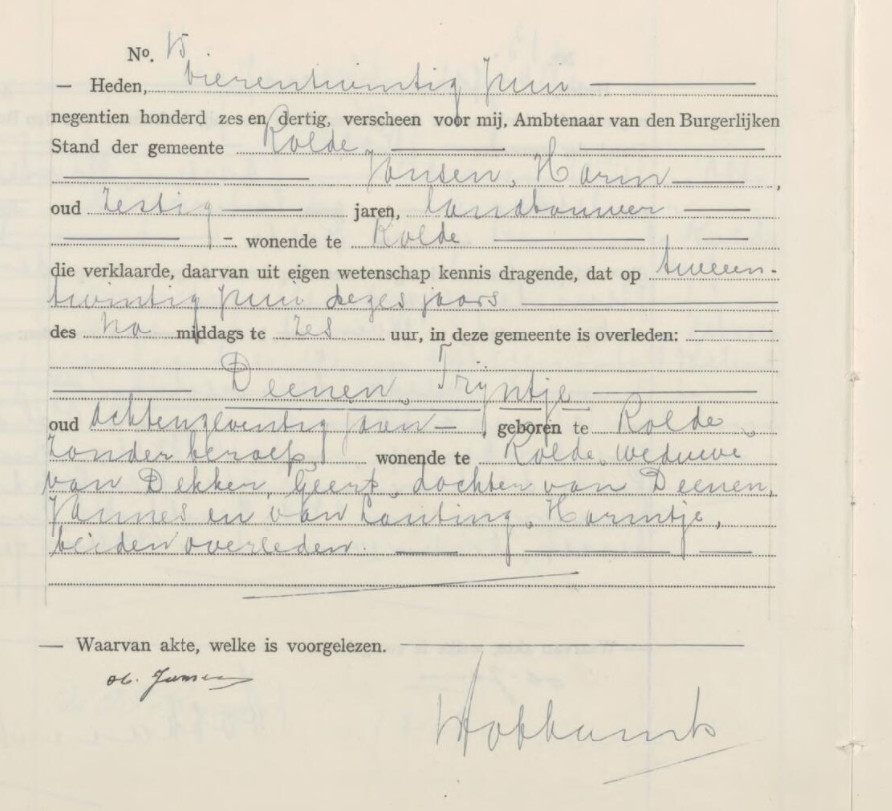 No. 15
— Heden, vierentwintig Juni
negentien honderd zes en dertig, verscheen voor mij, Ambtenaar van den Burgerlijken
Stand der gemeente Rolde,
Jansen, Harm,
oud zestig jaren, landbouwer
- wonende te Rolde
die verklaarde, daarvan uit eigen wetenschap kennis dragende, dat op tweeen-
twintig Juni dezes jaars
des na middags te zes uur, in deze gemeente is overleden:
Deenen, Trijntje
oud achtenzeventig jaren, geboren te Rolde,
zonder beroep, wonende te Rolde, weduwe
van Dekker, Geert, dochter van Deenen,
Jannes en van Lanting, Harmtje,
beiden overleden.
— Waarvan akte, welke is voorgelezen.
H. Jansen